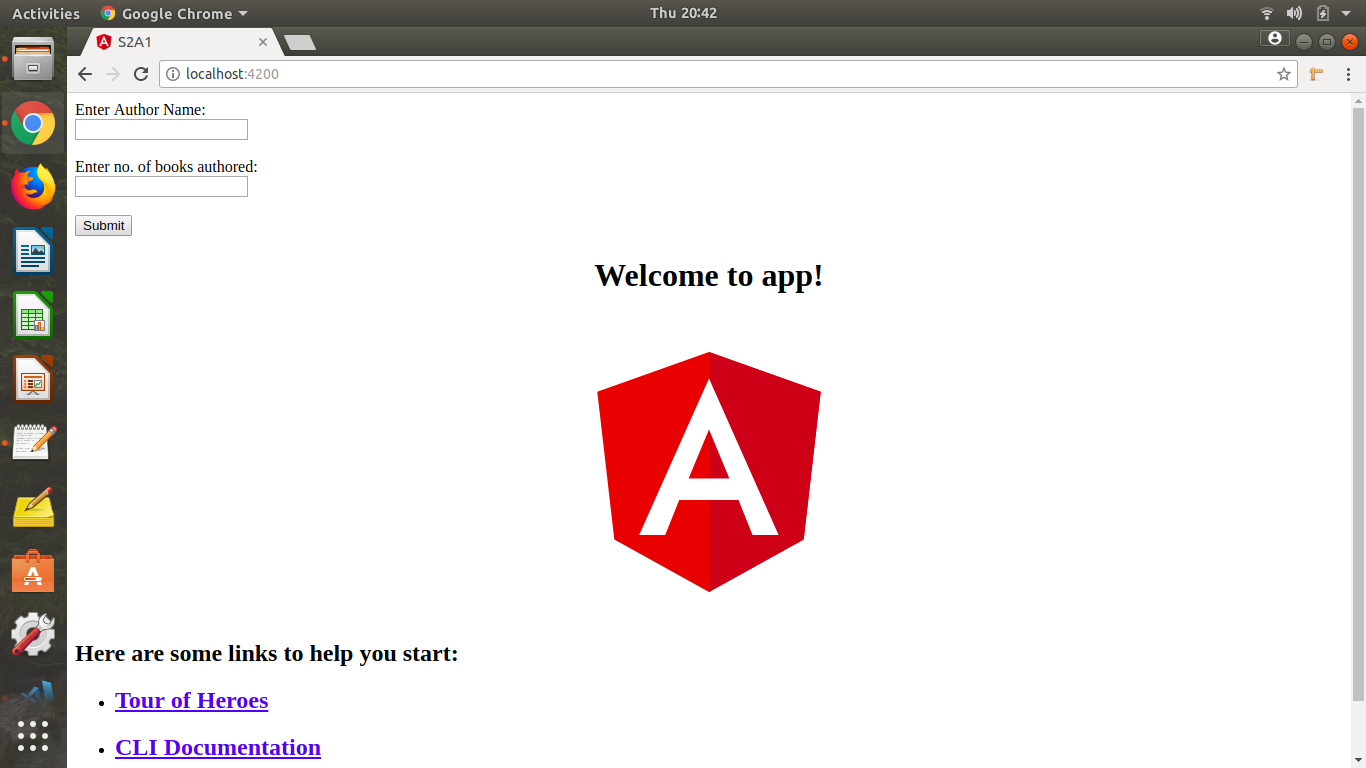 Activities Google Chrome Thu 20:42
S2A1
localhost:4200
Enter Author Name:
Enter no. of books authored:
Submit
Welcome to app!
A
Here are some links to help you start:
Tour of Heroes
CLI Documentation